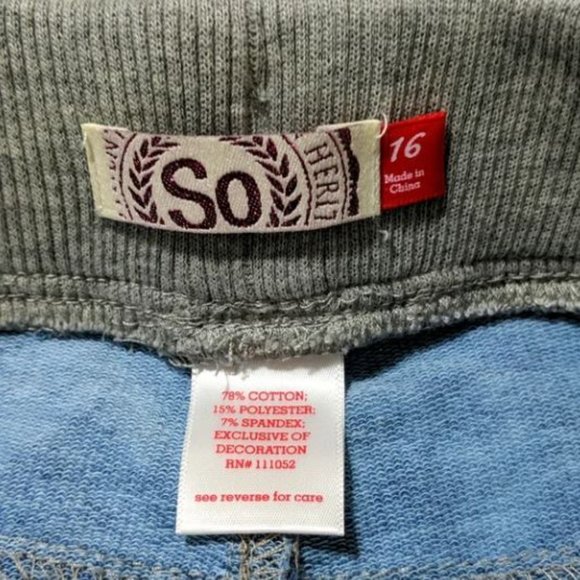 So
HERIT
16
Made in
China
78% COTTON;
15% POLYESTER;
7% SPANDEX;
EXCLUSIVE OF
DECORATION
RN# 111052
see reverse for care